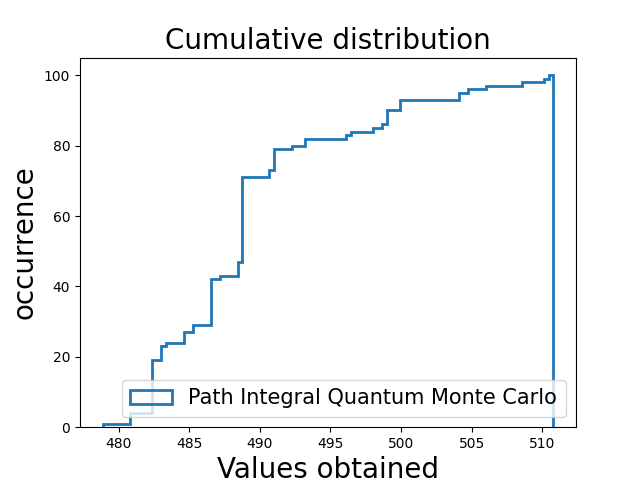 Cumulative distribution
100
80
60
40
20
0
occurrence
Path Integral Quantum Monte Carlo
480 485 490 495 500 505 510
Values obtained